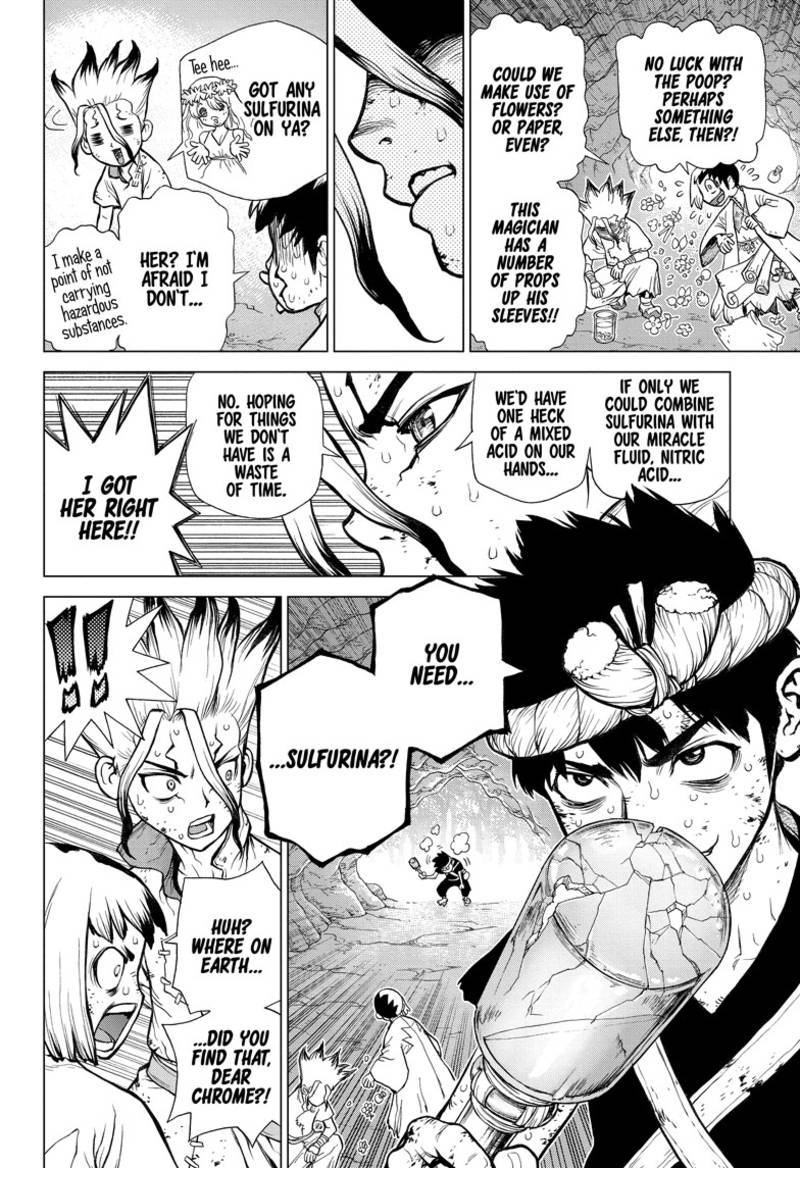 NO LUCK WITH
THE POOP?
PERHAPS
SOMETHING
ELSE, THEN?!
COULD WE
MAKE USE OF
FLOWERS?
OR PAPER,
EVEN?
THIS
MAGICIAN
HAS A
NUMBER
OF PROPS
UP HIS
SLEEVES!!
Tee hee...
GOT ANY
SULFURINA
ON YA?
HER? I'M
AFRAID I
DON'T...
I make a
point of not
carrying
hazardous
substances.
IF ONLY WE
COULD COMBINE
SULFURINA WITH
OUR MIRACLE
FLUID, NITRIC
ACID...
WE'D HAVE
ONE HECK
OF A MIXED
ACID ON OUR
HANDS...
NO. HOPING
FOR THINGS
WE DON'T
HAVE IS A
WASTE
OF TIME.
I GOT
HER RIGHT
HERE!!
YOU
NEED...
...SULFURINA?!
!!
HUH?
WHERE ON
EARTH...
...DID YOU
FIND THAT,
DEAR
CHROME?!